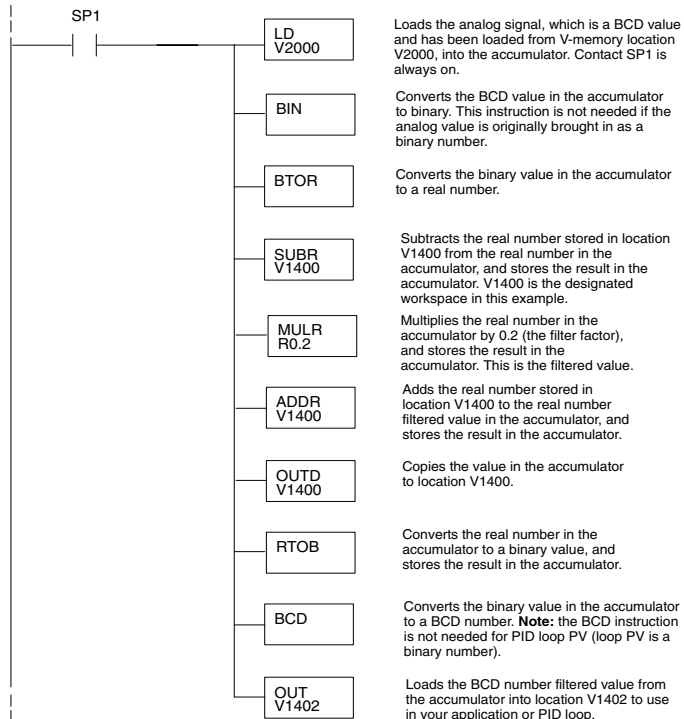 SP1
LD
V2000
Loads the analog signal, which is a BCD value
and has been loaded from V-memory location
V2000, into the accumulator. Contact SP1 is
always on.
BIN
Converts the BCD value in the accumulator
to binary. This instruction is not needed if the
analog value is originally brought in as a
binary number.
BTOR
Converts the binary value in the accumulator
to a real number.
SUBR
V1400
Subtracts the real number stored in location
V1400 from the real number in the
accumulator, and stores the result in the
accumulator. V1400 is the designated
workspace in this example.
MULR
R0.2
Multiplies the real number in the
accumulator by 0.2 (the filter factor),
and stores the result in the
accumulator. This is the filtered value.
ADDR
V1400
Adds the real number stored in
location V1400 to the real number
filtered value in the accumulator, and
stores the result in the accumulator.
OUTD
V1400
Copies the value in the accumulator
to location V1400.
RTOB
Converts the real number in the
accumulator to a binary value, and
stores the result in the accumulator.
BCD
Converts the binary value in the accumulator
to a BCD number. Note: the BCD instruction
is not needed for PID loop PV (loop PV is a
binary number).
OUT
V1402
Loads the BCD number filtered value from
the accumulator into location V1402 to use
in your application or PID loop.